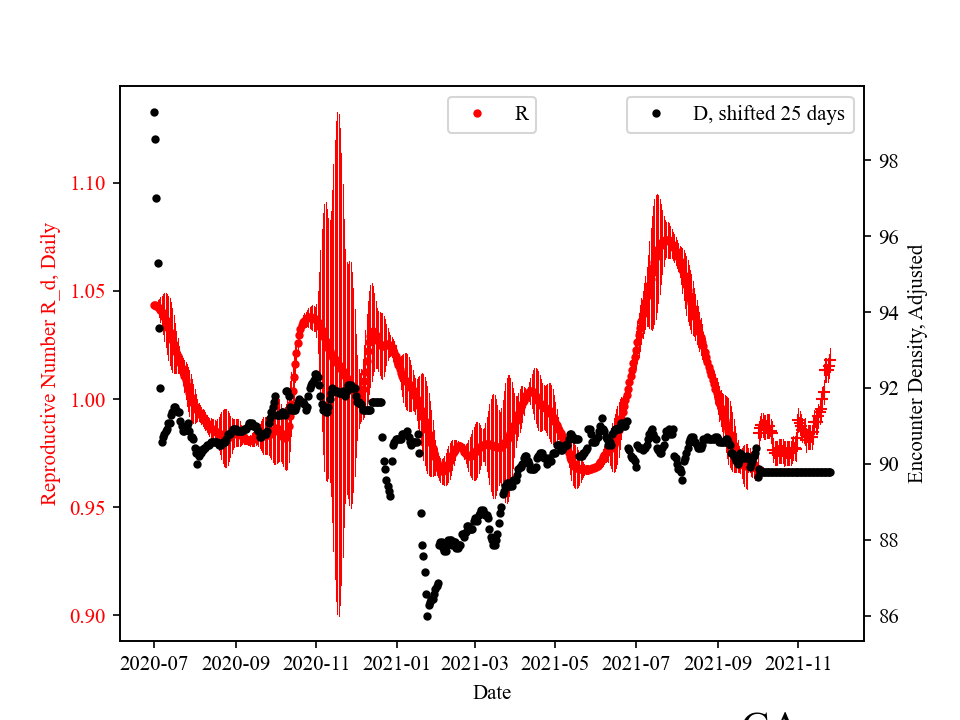 R
D, shifted 25 days
Reproductive Number R_d, Daily
1.10
1.05
1.00
0.95
0.90
98
96
94
92
90
88
86
Encounter Density, Adjusted
2020-07 2020-09 2020-11 2021-01 2021-03 2021-05 2021-07 2021-09 2021-11
Date